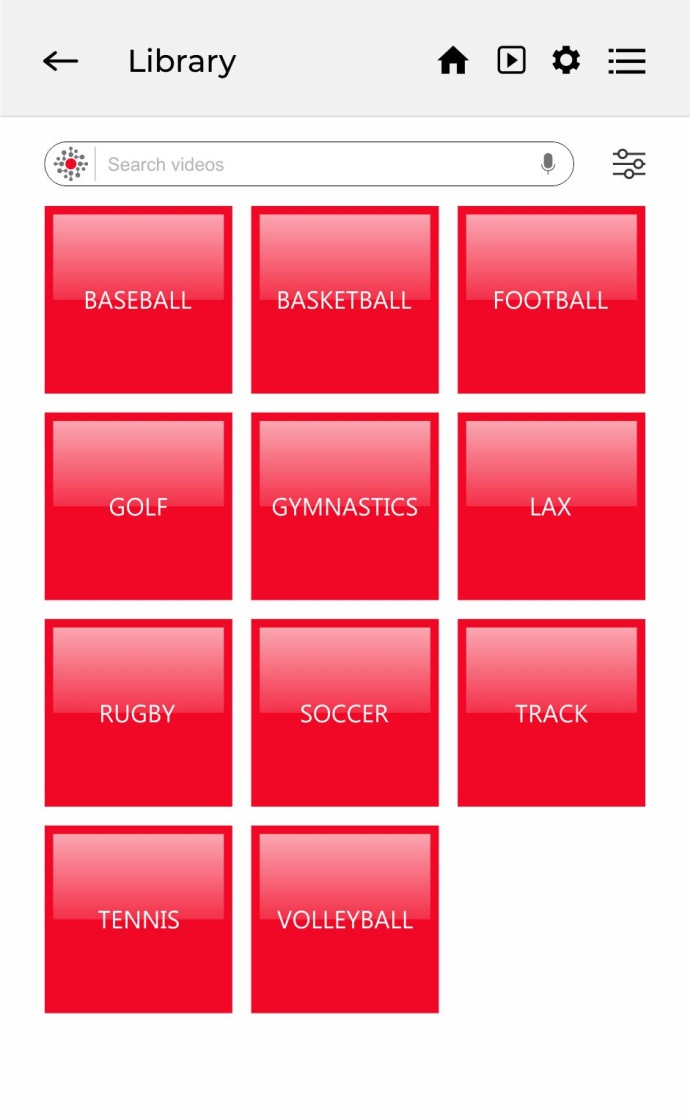 Library
Search videos
BASEBALL BASKETBALL FOOTBALL
GOLF GYMNASTICS LAX
RUGBY SOCCER TRACK
TENNIS VOLLEYBALL